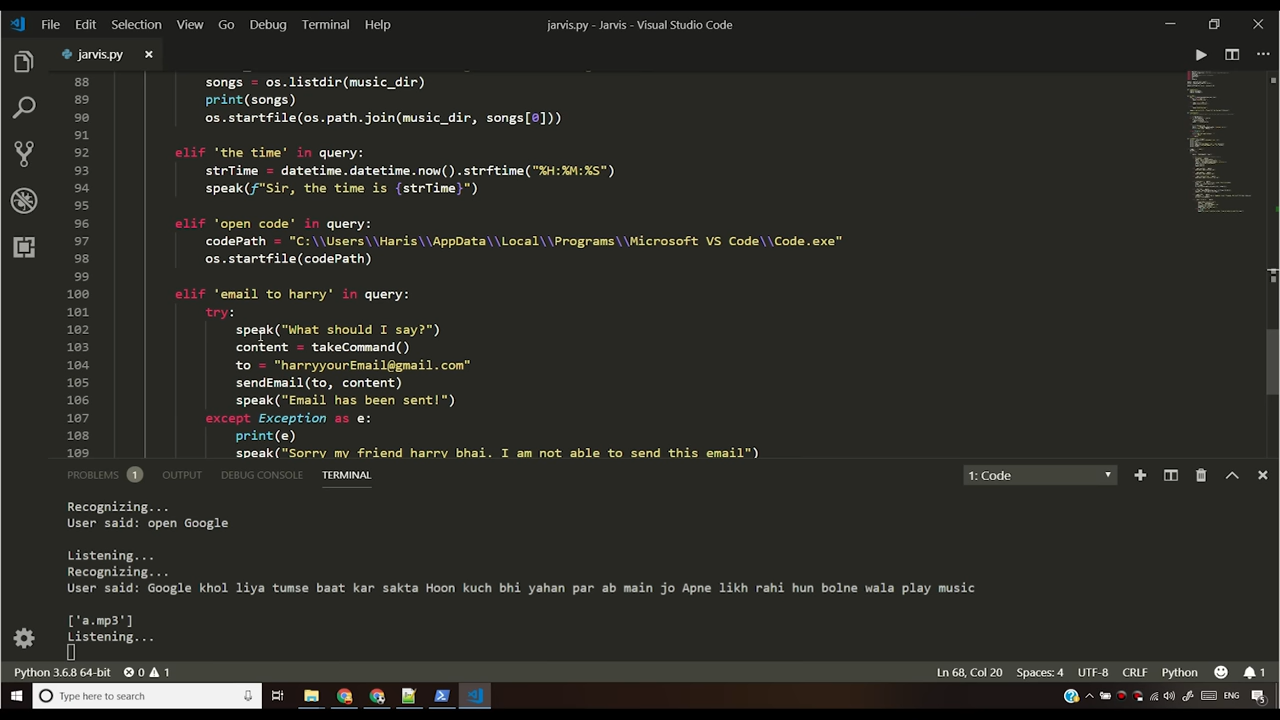 File Edit Selection View Go Debug Terminal Help jarvis.py - Jarvis - Visual Studio Code
jarvis.py
88 songs = os.listdir(music_dir)
89 print(songs)
90 os.startfile(os.path.join(music_dir, songs[0]))
91
92 elif 'the time' in query:
93 strTime = datetime.datetime.now().strftime("%H:%M:%S")
94 speak(f"Sir, the time is {strTime}")
95
96 elif 'open code' in query:
97 codePath = "C:\\Users\\Haris\\AppData\\Local\\Programs\\Microsoft VS Code\\Code.exe"
98 os.startfile(codePath)
99
100 elif 'email to harry' in query:
101 try:
102 speak("What should I say?")
103 content = takeCommand()
104 to = "harryyourEmail@gmail.com"
105 sendEmail(to, content)
106 speak("Email has been sent!")
107 except Exception as e:
108 print(e)
109 speak("Sorry my friend harry bhai. I am not able to send this email")
PROBLEMS 1 OUTPUT DEBUG CONSOLE TERMINAL 1: Code
Recognizing...
User said: open Google
Listening...
Recognizing...
User said: Google khol liya tumse baat kar sakta Hoon kuch bhi yahan par ab main jo Apne likh rahi hun bolne wala play music
['a.mp3']
Listening...
Python 3.6.8 64-bit 0 1 Ln 68, Col 20 Spaces: 4 UTF-8 CRLF Python 1
Type here to search ENG 5